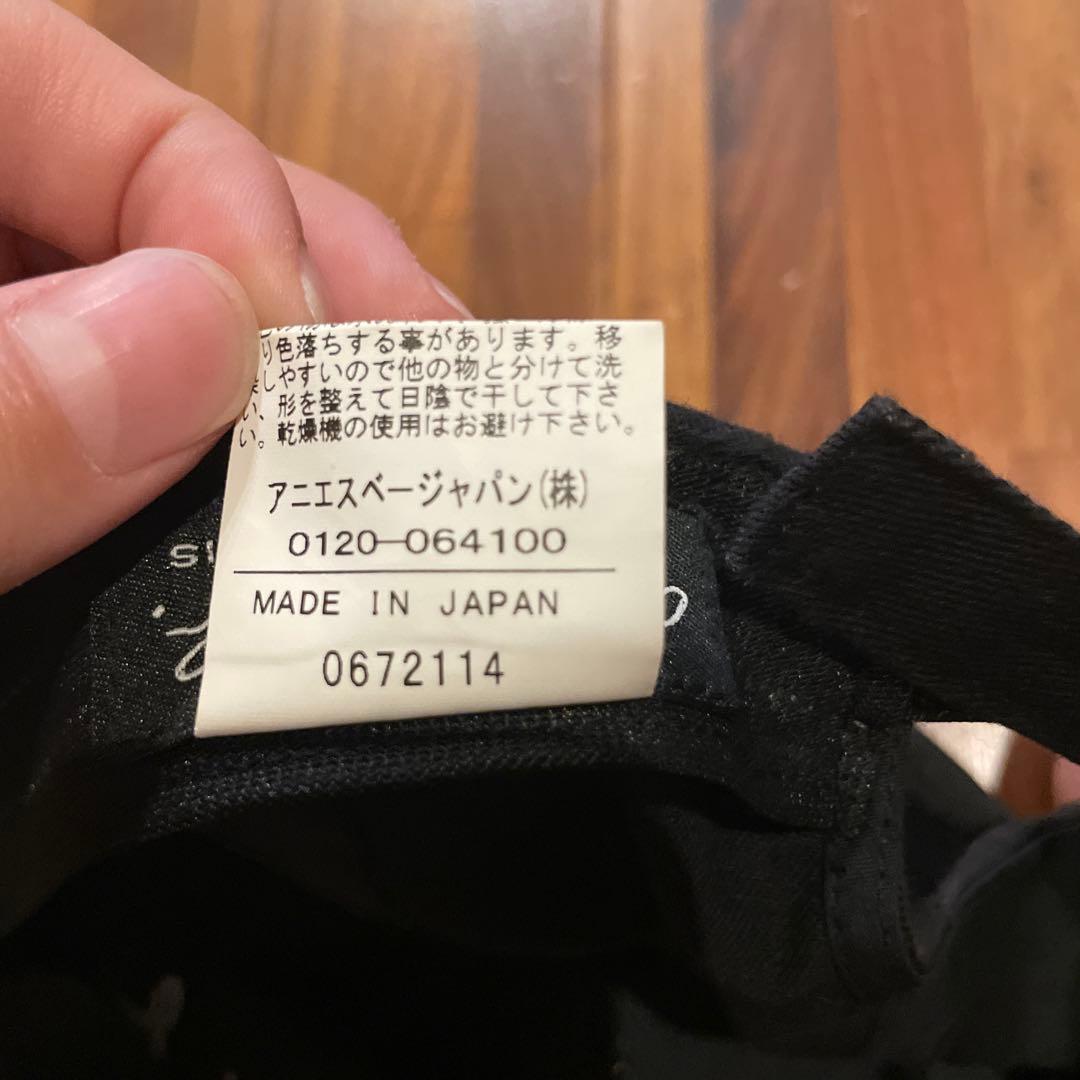 り色落ちする事があります。移
しやすいので他の物と分けて洗
い、形を整えて日陰で干して下さ
い。乾燥機の使用はお避け下さい。
アニエスベージャパン(株)
0120-064100
MADE IN JAPAN
0672114